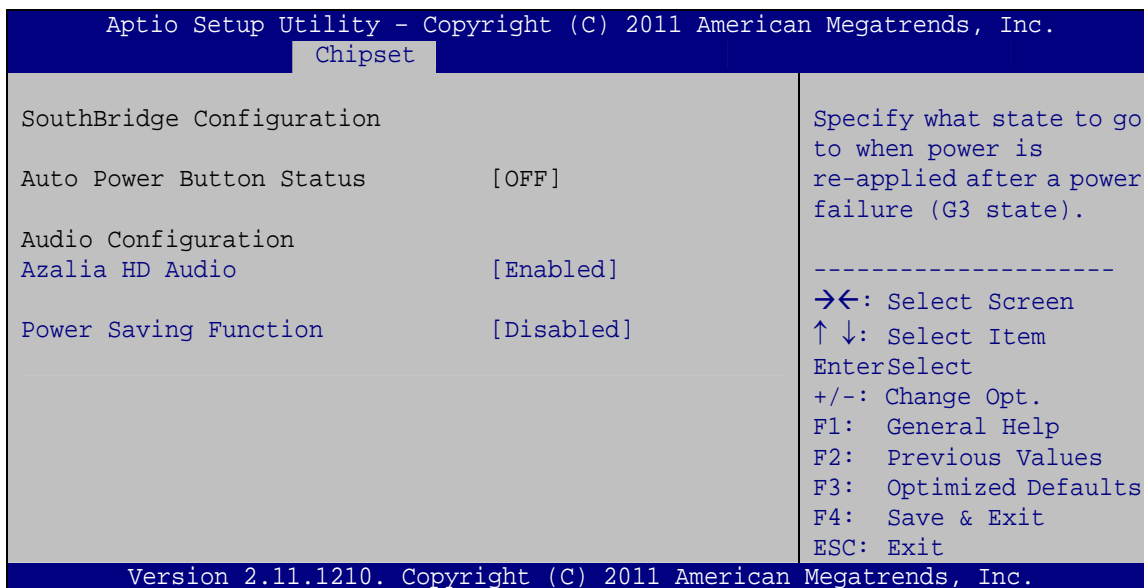 Aptio Setup Utility – Copyright (C) 2011 American Megatrends, Inc.
Chipset
SouthBridge Configuration
Auto Power Button Status [OFF]
Audio Configuration
Azalia HD Audio [Enabled]
Power Saving Function [Disabled]
Specify what state to go
to when power is
re-applied after a power
failure (G3 state).
---------------------
→←: Select Screen
↑ ↓: Select Item
EnterSelect
+/-: Change Opt.
F1: General Help
F2: Previous Values
F3: Optimized Defaults
F4: Save & Exit
ESC: Exit
Version 2.11.1210. Copyright (C) 2011 American Megatrends, Inc.